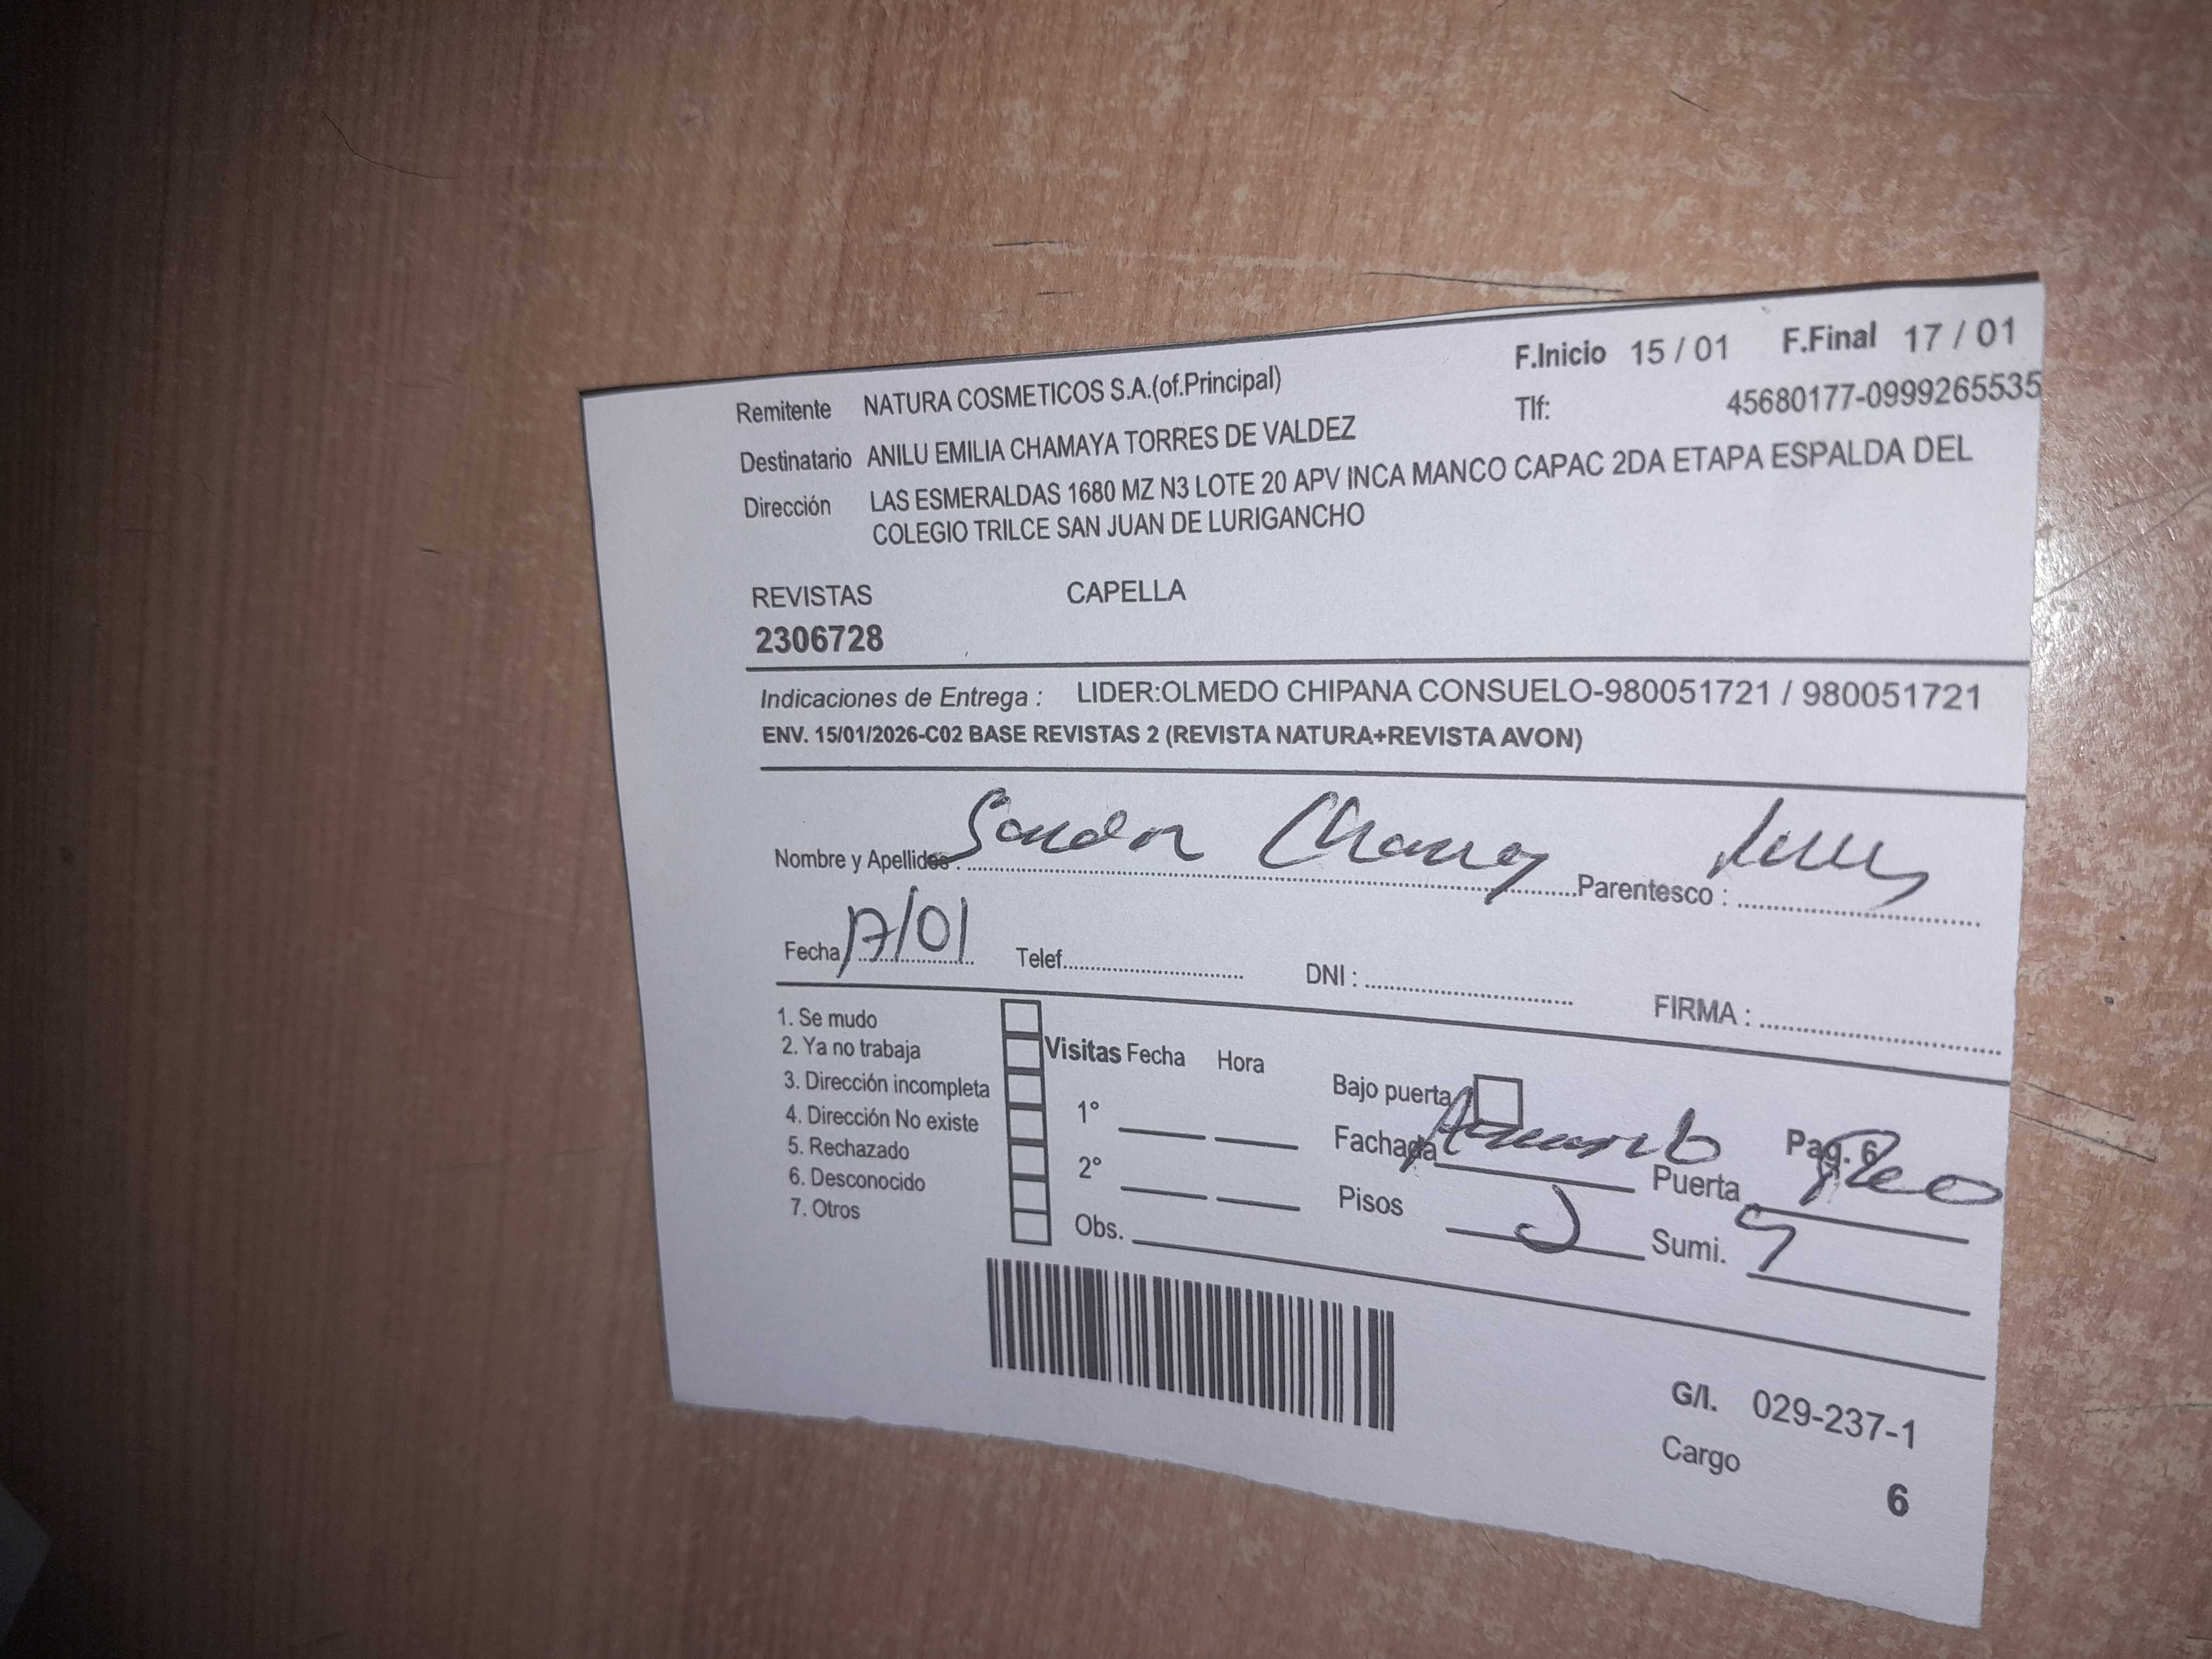 F.Inicio 15 / 01 F.Final 17 / 01
Remitente NATURA COSMETICOS S.A.(of.Principal)
Tlf: 45680177-0999265535
Destinatario ANILU EMILIA CHAMAYA TORRES DE VALDEZ
Dirección LAS ESMERALDAS 1680 MZ N3 LOTE 20 APV INCA MANCO CAPAC 2DA ETAPA ESPALDA DEL
COLEGIO TRILCE SAN JUAN DE LURIGANCHO
REVISTAS CAPELLA
2306728
Indicaciones de Entrega : LIDER:OLMEDO CHIPANA CONSUELO-980051721 / 980051721
ENV. 15/01/2026-C02 BASE REVISTAS 2 (REVISTA NATURA+REVISTA AVON)
Nombre y Apellidos : Parentesco :
Fecha 17/01 Telef. DNI : FIRMA :
1. Se mudo
2. Ya no trabaja
3. Dirección incompleta
4. Dirección No existe
5. Rechazado
6. Desconocido
7. Otros
Visitas Fecha Hora
1°
2°
Obs.
Bajo puerta
Fachada Puerta Pag. 6
Pisos Sumi.
G/I. 029-237-1
Cargo 6